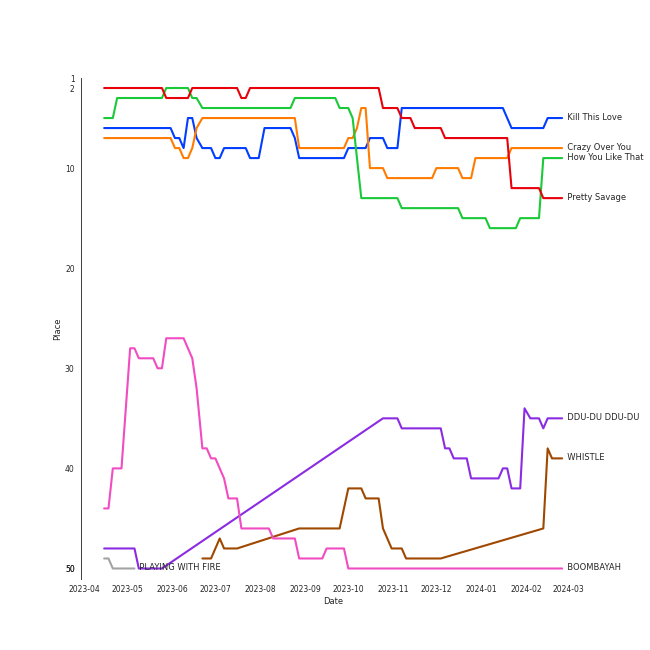 1
2
10
20
30
40
50
Place
Kill This Love
Crazy Over You
How You Like That
Pretty Savage
DDU-DU DDU-DU
WHISTLE
PLAYING WITH FIRE
BOOMBAYAH
2023-04 2023-05 2023-06 2023-07 2023-08 2023-09 2023-10 2023-11 2023-12 2024-01 2024-02 2024-03
Date